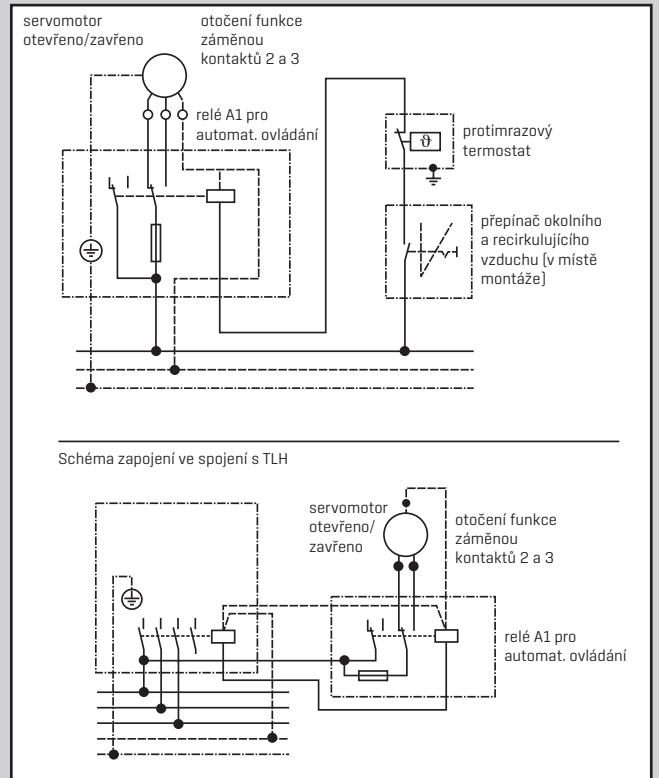 servomotor
otevřeno/zavřeno
otočení funkce
záměnou
kontaktů 2 a 3
relé A1 pro
automat. ovládání
ϑ
protimrazový
termostat
přepínač okolního
a recirkulujícího
vzduchu (v místě
montáže)
Schéma zapojení ve spojení s TLH
servomotor
otevřeno/
zavřeno
otočení funkce
záměnou
kontaktů 2 a 3
relé A1 pro
automat. ovládání